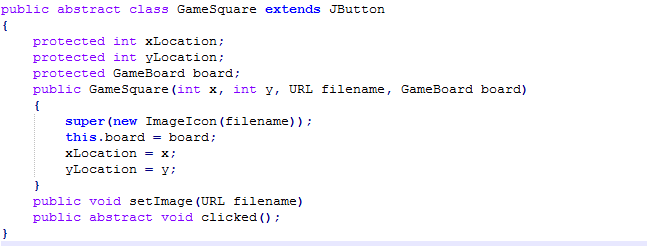 public abstract class GameSquare extends JButton
{
    protected int xLocation;
    protected int yLocation;
    protected GameBoard board;
    public GameSquare(int x, int y, URL filename, GameBoard board)
    {
        super(new ImageIcon(filename));
        this.board = board;
        xLocation = x;
        yLocation = y;
    }
    public void setImage(URL filename)
    public abstract void clicked();
}